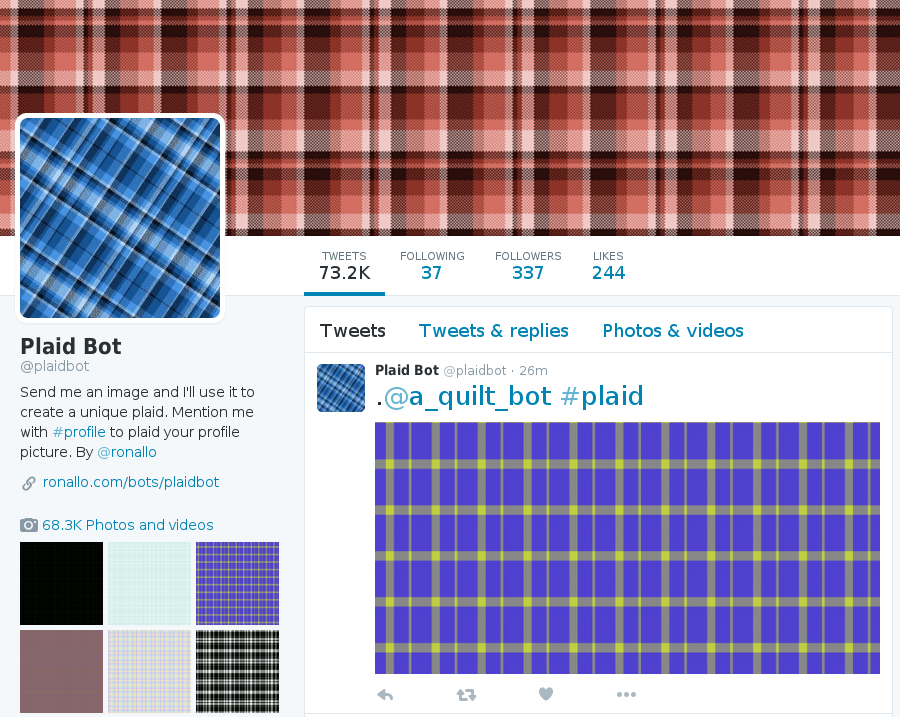 TWEETS FOLLOWING FOLLOWERS LIKES
73.2K 37 337 244
Plaid Bot
@plaidbot
Send me an image and I'll use it to
create a unique plaid. Mention me
with #profile to plaid your profile
picture. By @ronallo
ronallo.com/bots/plaidbot
68.3K Photos and videos
Tweets Tweets & replies Photos & videos
Plaid Bot @plaidbot · 26m
.@a_quilt_bot #plaid